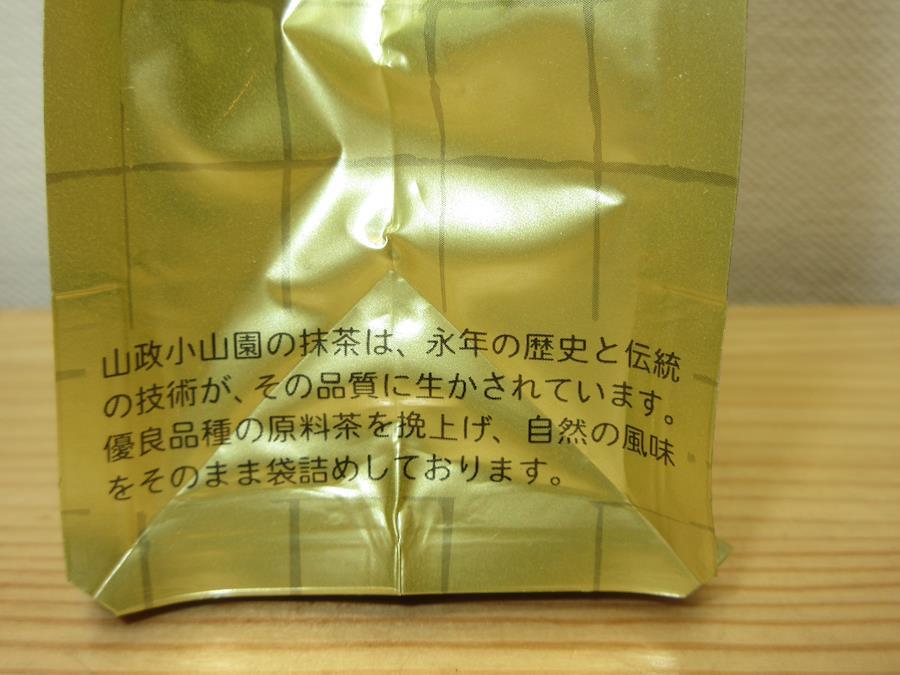 山政小山園の抹茶は、永年の歴史と伝統
の技術が、その品質に生かされています。
優良品種の原料茶を挽上げ、自然の風味
をそのまま袋詰めしております。